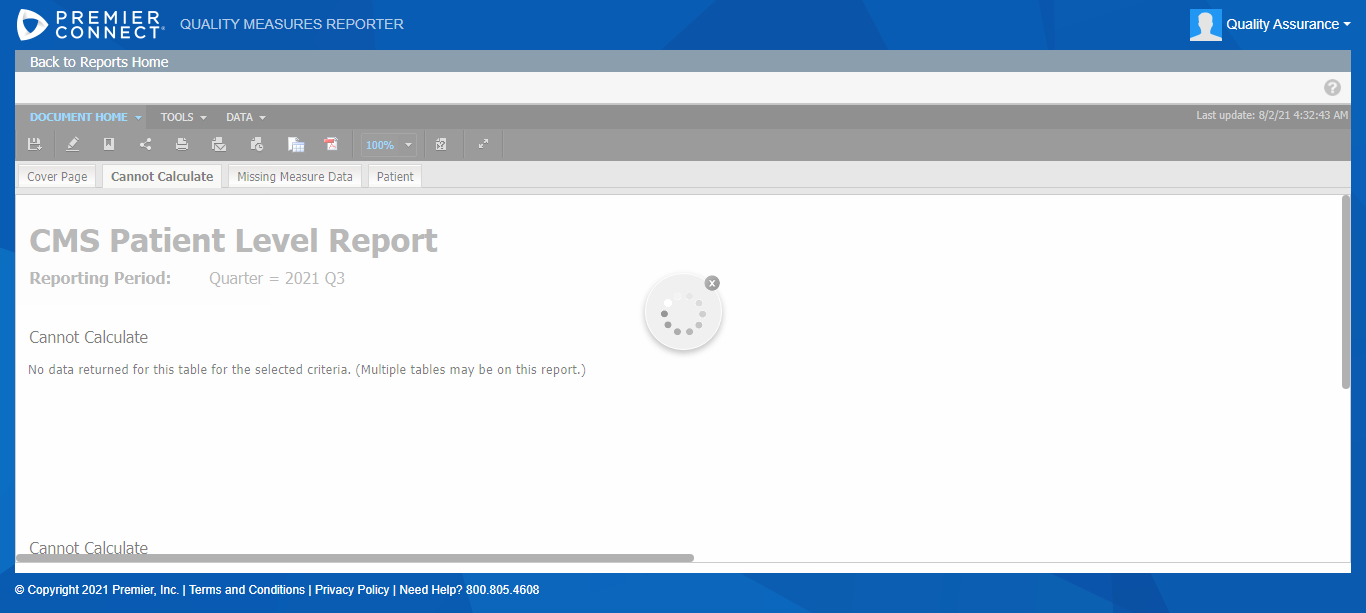 PREMIER
CONNECT
QUALITY MEASURES REPORTER
Quality Assurance
Back to Reports Home
?
DOCUMENT HOME TOOLS DATA Last update: 8/2/21 4:32:43 AM
100%
Cover Page Cannot Calculate Missing Measure Data Patient
CMS Patient Level Report
Reporting Period: Quarter = 2021 Q3
x
Cannot Calculate
No data returned for this table for the selected criteria. (Multiple tables may be on this report.)
Cannot Calculate
© Copyright 2021 Premier, Inc. | Terms and Conditions | Privacy Policy | Need Help? 800.805.4608